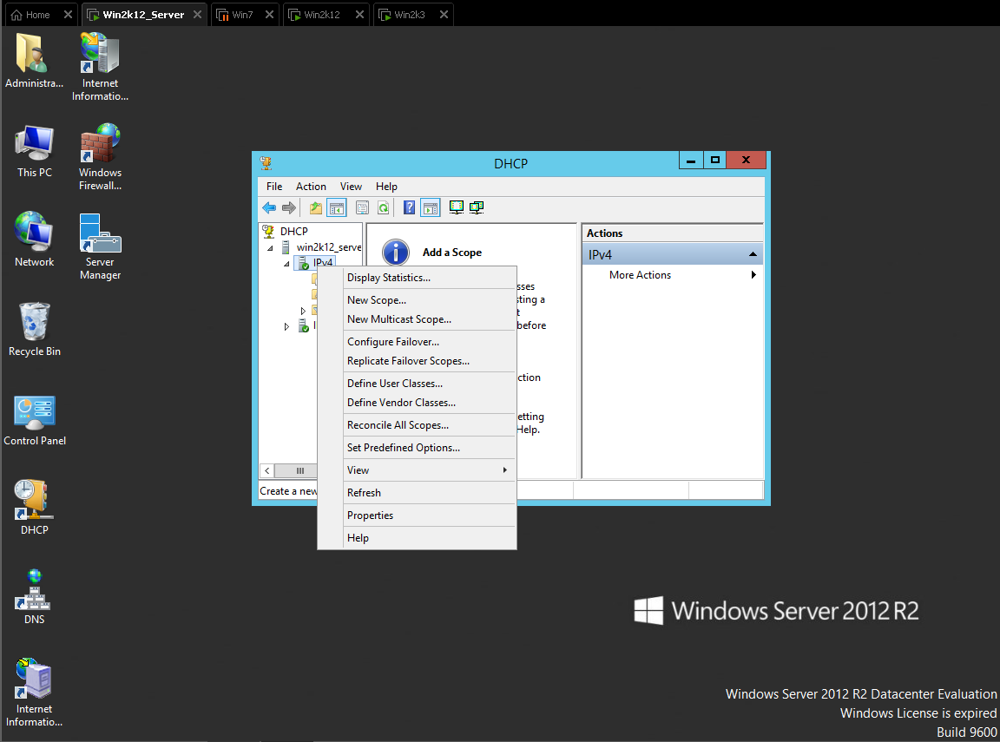 Home
Win2k12_Server
Win7
Win2k12
Win2k3
Administra...
Internet
Informatio...
This PC
Windows
Firewall...
Network
Server
Manager
Recycle Bin
Control Panel
DHCP
DNS
Internet
Informatio...
DHCP
File Action View Help
DHCP
win2k12_serve
IPv4
Add a Scope
sses
sting a
t
before
ction
etting
Help.
Actions
IPv4
More Actions
Create a new
Display Statistics...
New Scope...
New Multicast Scope...
Configure Failover...
Replicate Failover Scopes...
Define User Classes...
Define Vendor Classes...
Reconcile All Scopes...
Set Predefined Options...
View
Refresh
Properties
Help
Windows Server 2012 R2
Windows Server 2012 R2 Datacenter Evaluation
Windows License is expired
Build 9600